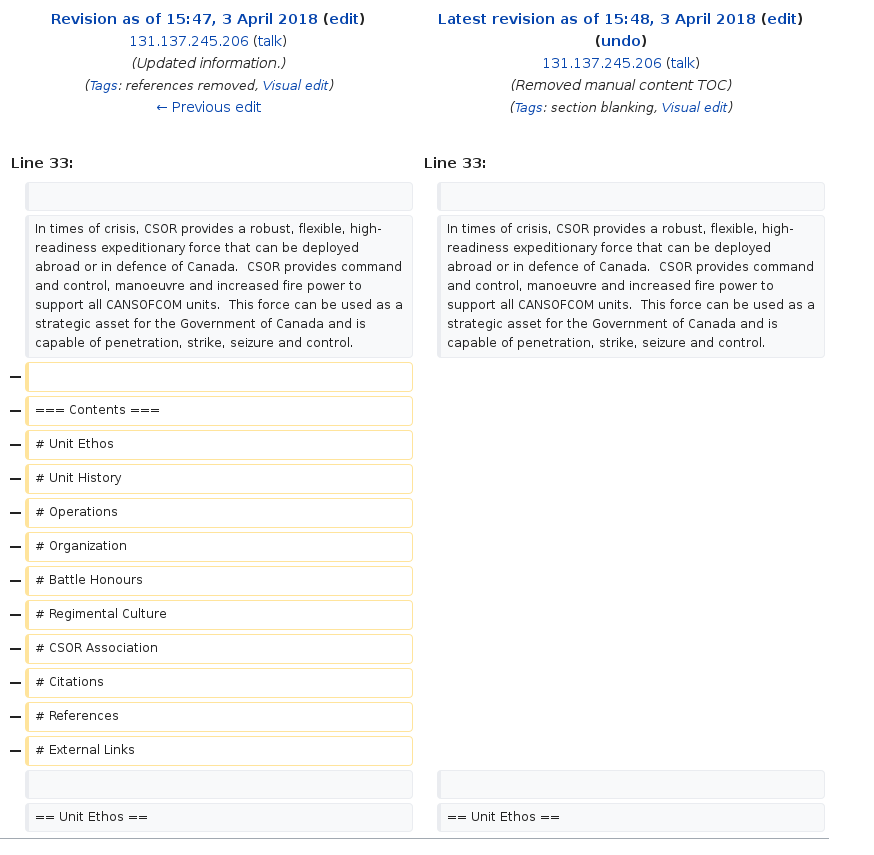 Revision as of 15:47, 3 April 2018 (edit)
131.137.245.206 (talk)
(Updated information.)
(Tags: references removed, Visual edit)
← Previous edit
Latest revision as of 15:48, 3 April 2018 (edit)
(undo)
131.137.245.206 (talk)
(Removed manual content TOC)
(Tags: section blanking, Visual edit)
Line 33:
Line 33:
In times of crisis, CSOR provides a robust, flexible, high-
readiness expeditionary force that can be deployed
abroad or in defence of Canada.  CSOR provides command
and control, manoeuvre and increased fire power to
support all CANSOFCOM units.  This force can be used as a
strategic asset for the Government of Canada and is
capable of penetration, strike, seizure and control.
In times of crisis, CSOR provides a robust, flexible, high-
readiness expeditionary force that can be deployed
abroad or in defence of Canada.  CSOR provides command
and control, manoeuvre and increased fire power to
support all CANSOFCOM units.  This force can be used as a
strategic asset for the Government of Canada and is
capable of penetration, strike, seizure and control.
−
− === Contents ===
− # Unit Ethos
− # Unit History
− # Operations
− # Organization
− # Battle Honours
− # Regimental Culture
− # CSOR Association
− # Citations
− # References
− # External Links
== Unit Ethos ==
== Unit Ethos ==